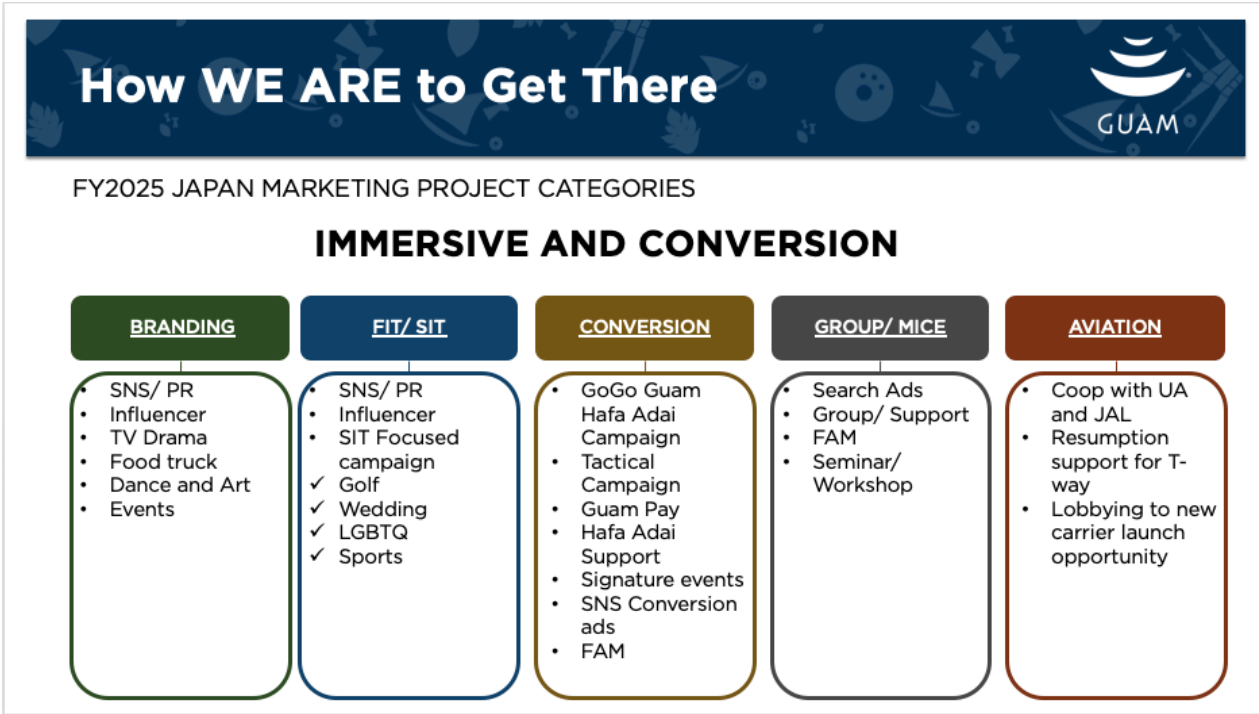 How WE ARE to Get There
GUAM
FY2025 JAPAN MARKETING PROJECT CATEGORIES
IMMERSIVE AND CONVERSION
BRANDING
• SNS/ PR
• Influencer
• TV Drama
• Food truck
• Dance and Art
• Events
FIT/ SIT
• SNS/ PR
• Influencer
• SIT Focused
campaign
✓ Golf
✓ Wedding
✓ LGBTQ
✓ Sports
CONVERSION
• GoGo Guam
Hafa Adai
Campaign
• Tactical
Campaign
• Guam Pay
• Hafa Adai
Support
• Signature events
• SNS Conversion
ads
• FAM
GROUP/ MICE
• Search Ads
• Group/ Support
• FAM
• Seminar/
Workshop
AVIATION
• Coop with UA
and JAL
• Resumption
support for T-
way
• Lobbying to new
carrier launch
opportunity